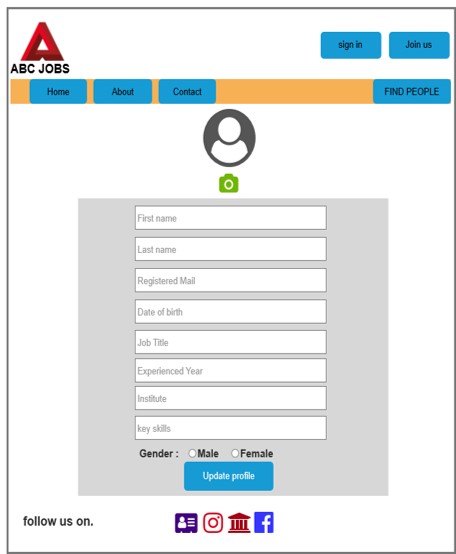 sign in
Join us
ABC JOBS
Home
About
Contact
FIND PEOPLE
First name
Last name
Registered Mail
Date of birth
Job Title
Experienced Year
Institute
key skills
Gender : Male Female
Update profile
follow us on.